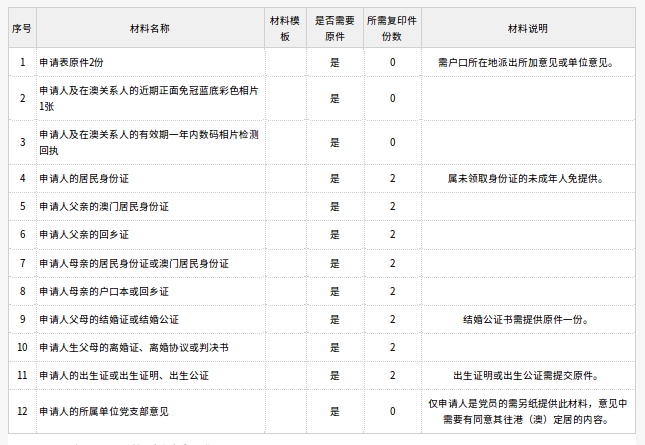 序号 材料名称 材料模板 是否需要原件 所需复印件份数 材料说明
1 申请表原件2份 是 0 需户口所在地派出所加意见或单位意见。
2 申请人及在澳关系人的近期正面免冠蓝底彩色相片1张 是 0
3 申请人及在澳关系人的有效期一年内数码相片检测回执 是 0
4 申请人的居民身份证 是 2 属未领取身份证的未成年人免提供。
5 申请人父亲的澳门居民身份证 是 2
6 申请人父亲的回乡证 是 2
7 申请人母亲的居民身份证或澳门居民身份证 是 2
8 申请人母亲的户口本或回乡证 是 2
9 申请人父母的结婚证或结婚公证 是 2 结婚公证书需提供原件一份。
10 申请人生父母的离婚证、离婚协议或判决书 是 2
11 申请人的出生证或出生证明、出生公证 是 2 出生证明或出生公证需提交原件。
12 申请人的所属单位党支部意见 是 0 仅申请人是党员的需另纸提供此材料，意见中需要有同意其往港（澳）定居的内容。